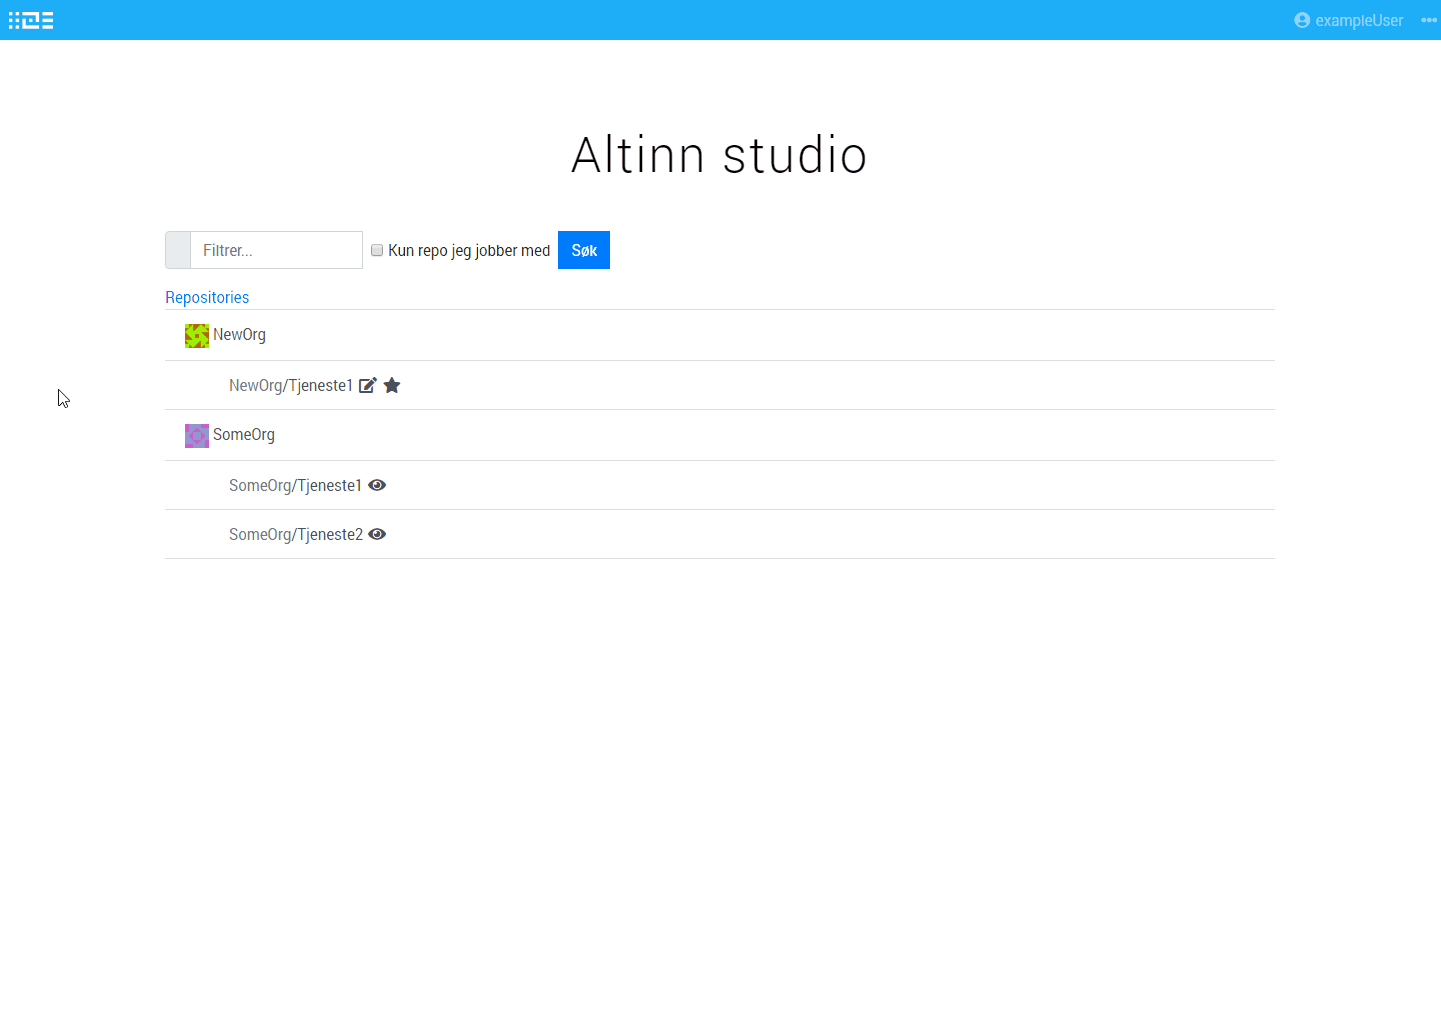 exampleUser
Altinn studio
Filtrer... Kun repo jeg jobber med Søk
Repositories
NewOrg
NewOrg/Tjeneste1
SomeOrg
SomeOrg/Tjeneste1
SomeOrg/Tjeneste2